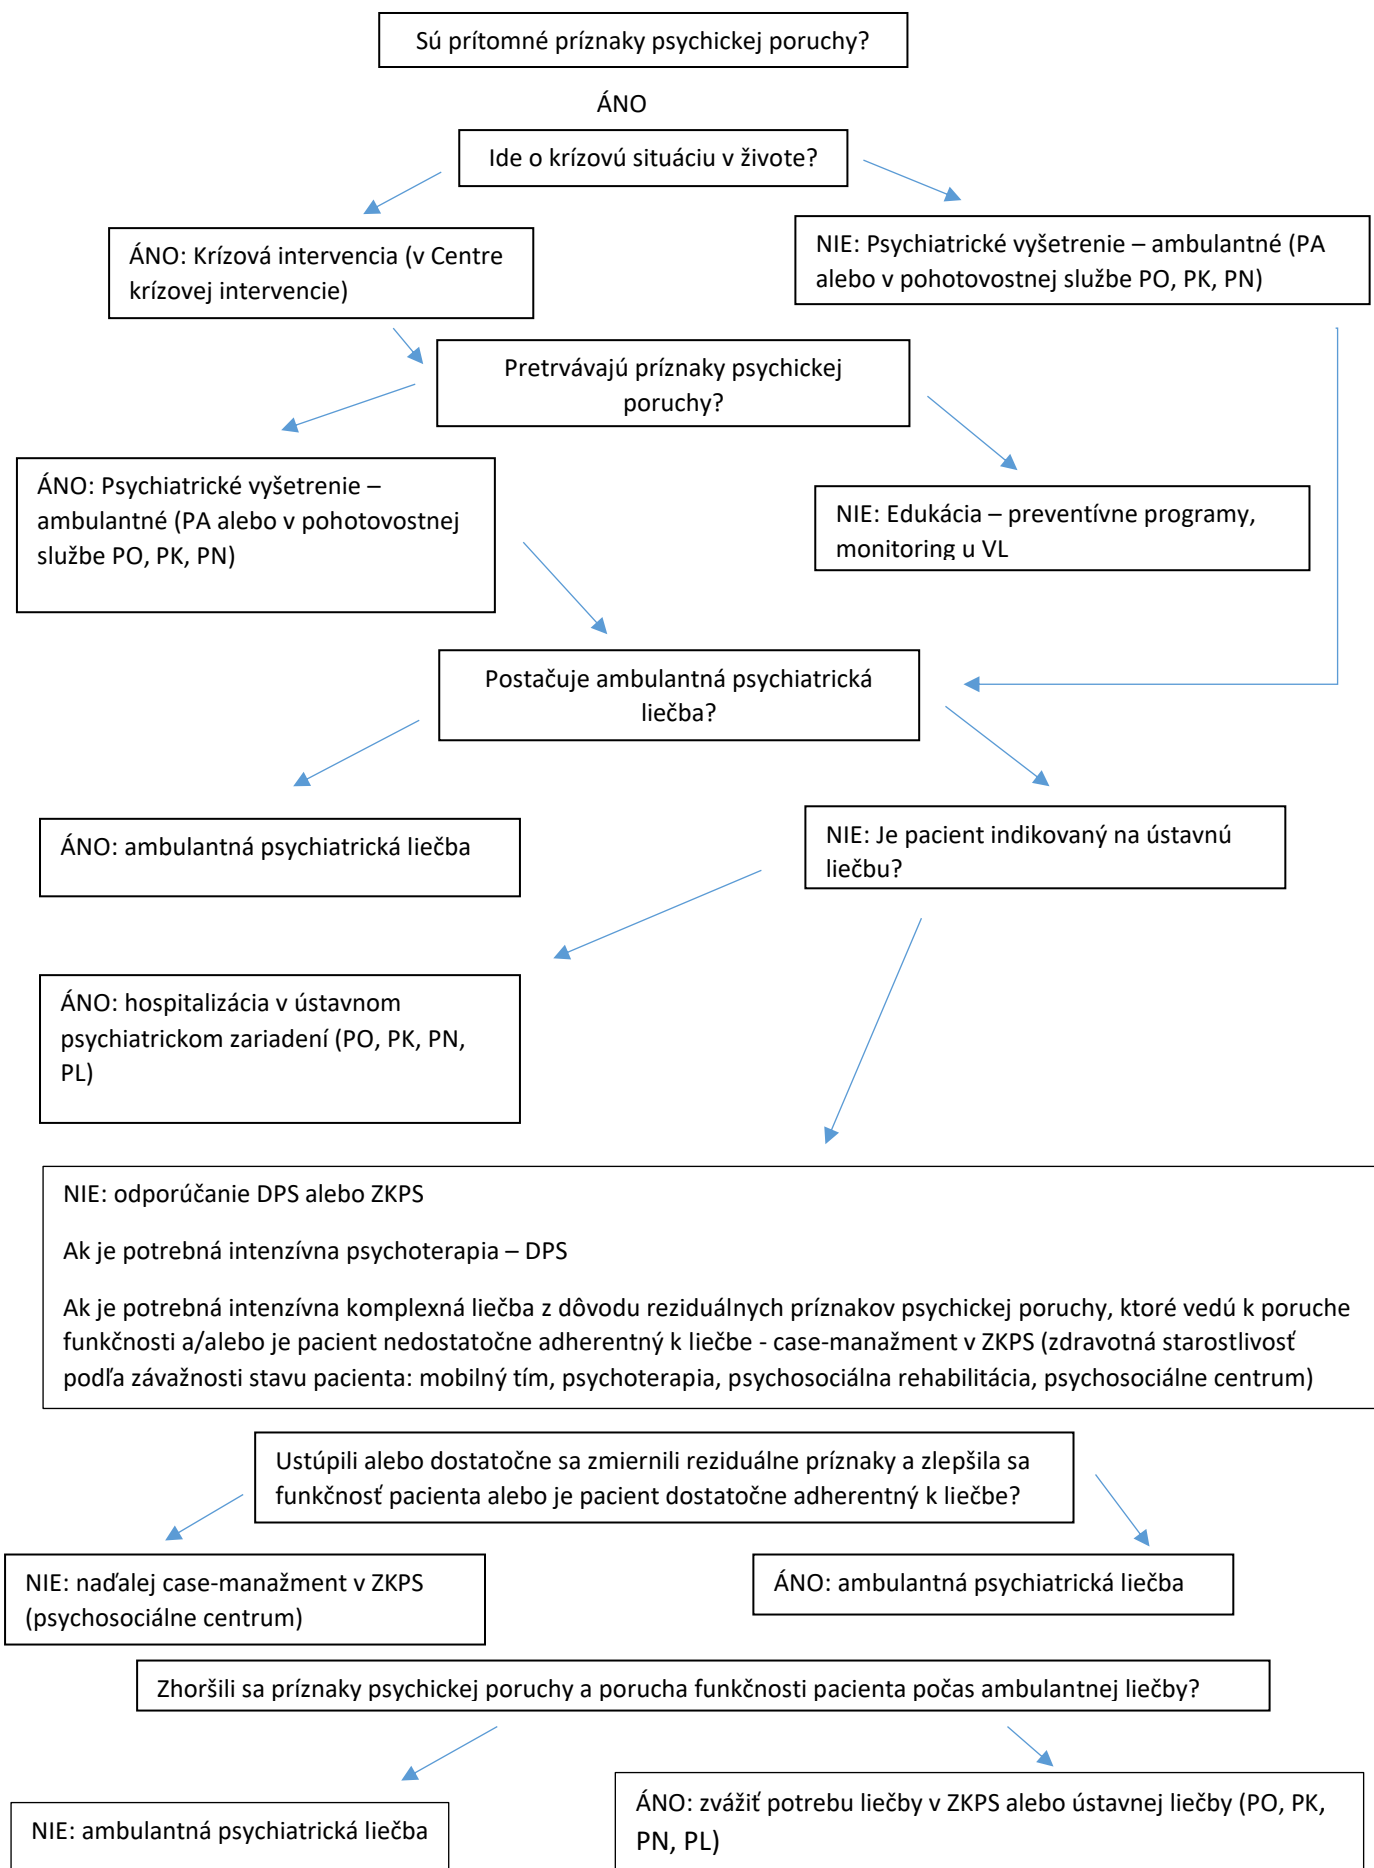 Sú prítomné príznaky psychickej poruchy?
ÁNO
Ide o krízovú situáciu v živote?
ÁNO: Krízová intervencia (v Centre
krízovej intervencie)
NIE: Psychiatrické vyšetrenie – ambulantné (PA
alebo v pohotovostnej službe PO, PK, PN)
Pretrvávajú príznaky psychickej
poruchy?
ÁNO: Psychiatrické vyšetrenie –
ambulantné (PA alebo v pohotovostnej
službe PO, PK, PN)
NIE: Edukácia – preventívne programy,
monitoring u VL
Postačuje ambulantná psychiatrická
liečba?
ÁNO: ambulantná psychiatrická liečba
NIE: Je pacient indikovaný na ústavnú
liečbu?
ÁNO: hospitalizácia v ústavnom
psychiatrickom zariadení (PO, PK, PN,
PL)
NIE: odporúčanie DPS alebo ZKPS
Ak je potrebná intenzívna psychoterapia – DPS
Ak je potrebná intenzívna komplexná liečba z dôvodu reziduálnych príznakov psychickej poruchy, ktoré vedú k poruche
funkčnosti a/alebo je pacient nedostatočne adherentný k liečbe - case-manažment v ZKPS (zdravotná starostlivosť
podľa závažnosti stavu pacienta: mobilný tím, psychoterapia, psychosociálna rehabilitácia, psychosociálne centrum)
Ustúpili alebo dostatočne sa zmiernili reziduálne príznaky a zlepšila sa
funkčnosť pacienta alebo je pacient dostatočne adherentný k liečbe?
NIE: naďalej case-manažment v ZKPS
(psychosociálne centrum)
ÁNO: ambulantná psychiatrická liečba
Zhoršili sa príznaky psychickej poruchy a porucha funkčnosti pacienta počas ambulantnej liečby?
NIE: ambulantná psychiatrická liečba
ÁNO: zvážiť potrebu liečby v ZKPS alebo ústavnej liečby (PO, PK,
PN, PL)